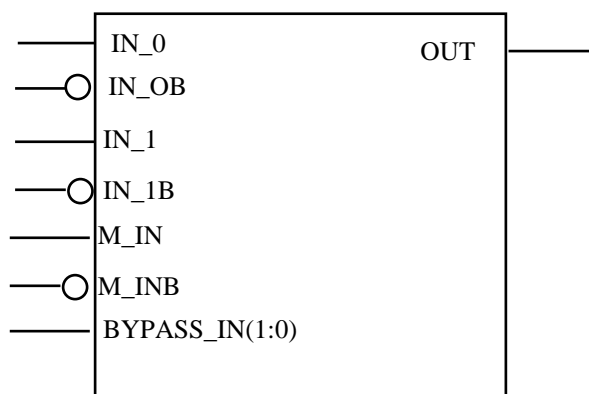 IN_0
OUT
IN_OB
IN_1
IN_1B
M_IN
M_INB
BYPASS_IN(1:0)